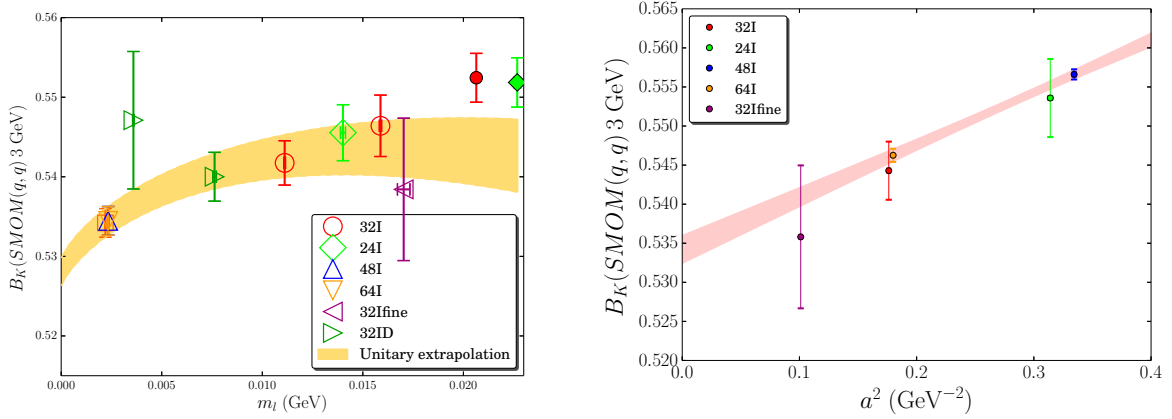 0.56
0.55
0.54
0.53
0.52
B_K(SMOM(q, q) 3 GeV)
32I
24I
48I
64I
32Ifine
32ID
Unitary extrapolation
0.000
0.005
0.010
0.015
0.020
m_l (GeV)
0.565
0.560
0.555
0.550
0.545
0.540
0.535
0.530
0.525
0.520
B_K(SMOM(q, q) 3 GeV)
32I
24I
48I
64I
32Ifine
0.0
0.1
0.2
0.3
0.4
a² (GeV⁻²)